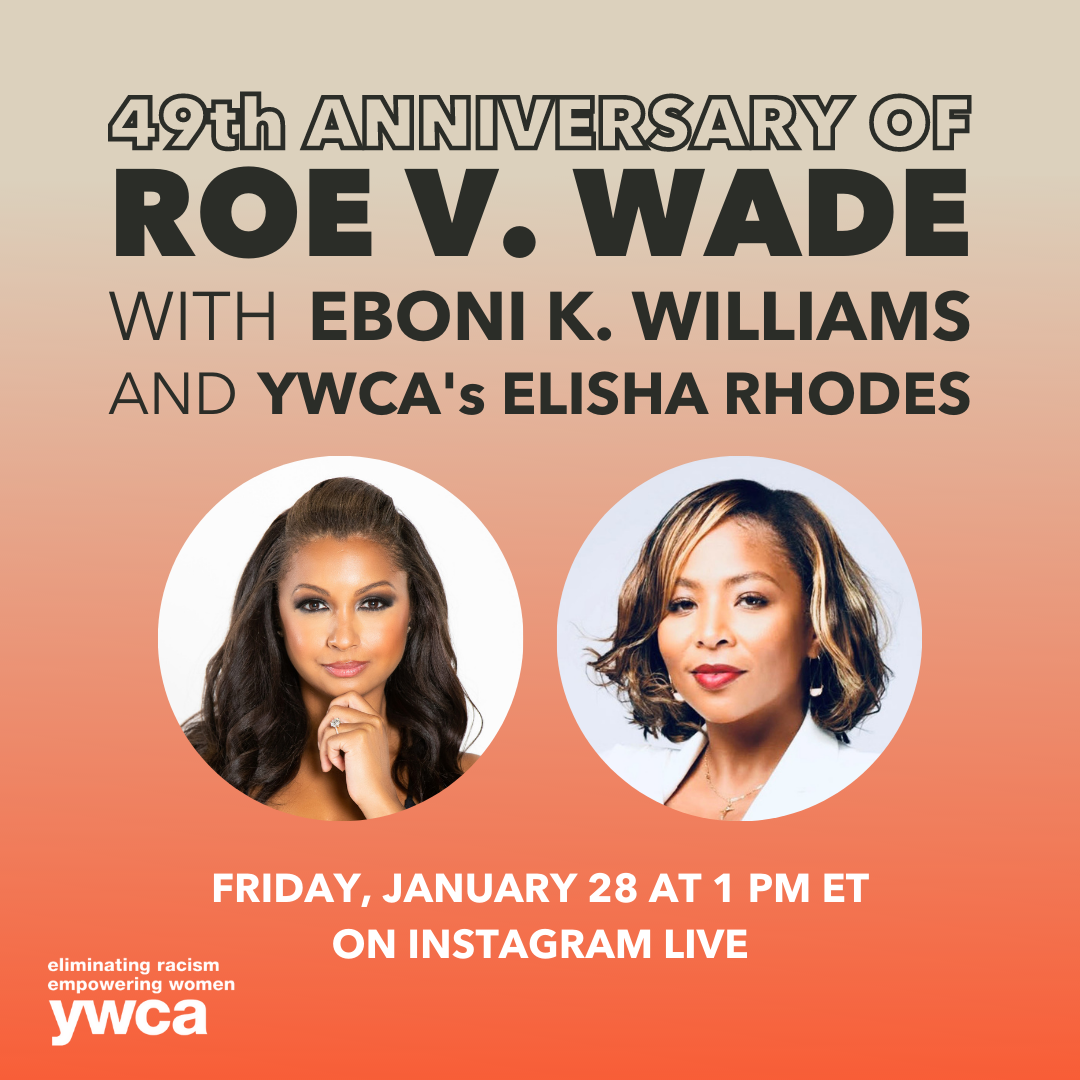 49th ANNIVERSARY OF
ROE V. WADE
WITH EBONI K. WILLIAMS
AND YWCA's ELISHA RHODES
FRIDAY, JANUARY 28 AT 1 PM ET
ON INSTAGRAM LIVE
eliminating racism
empowering women
ywca